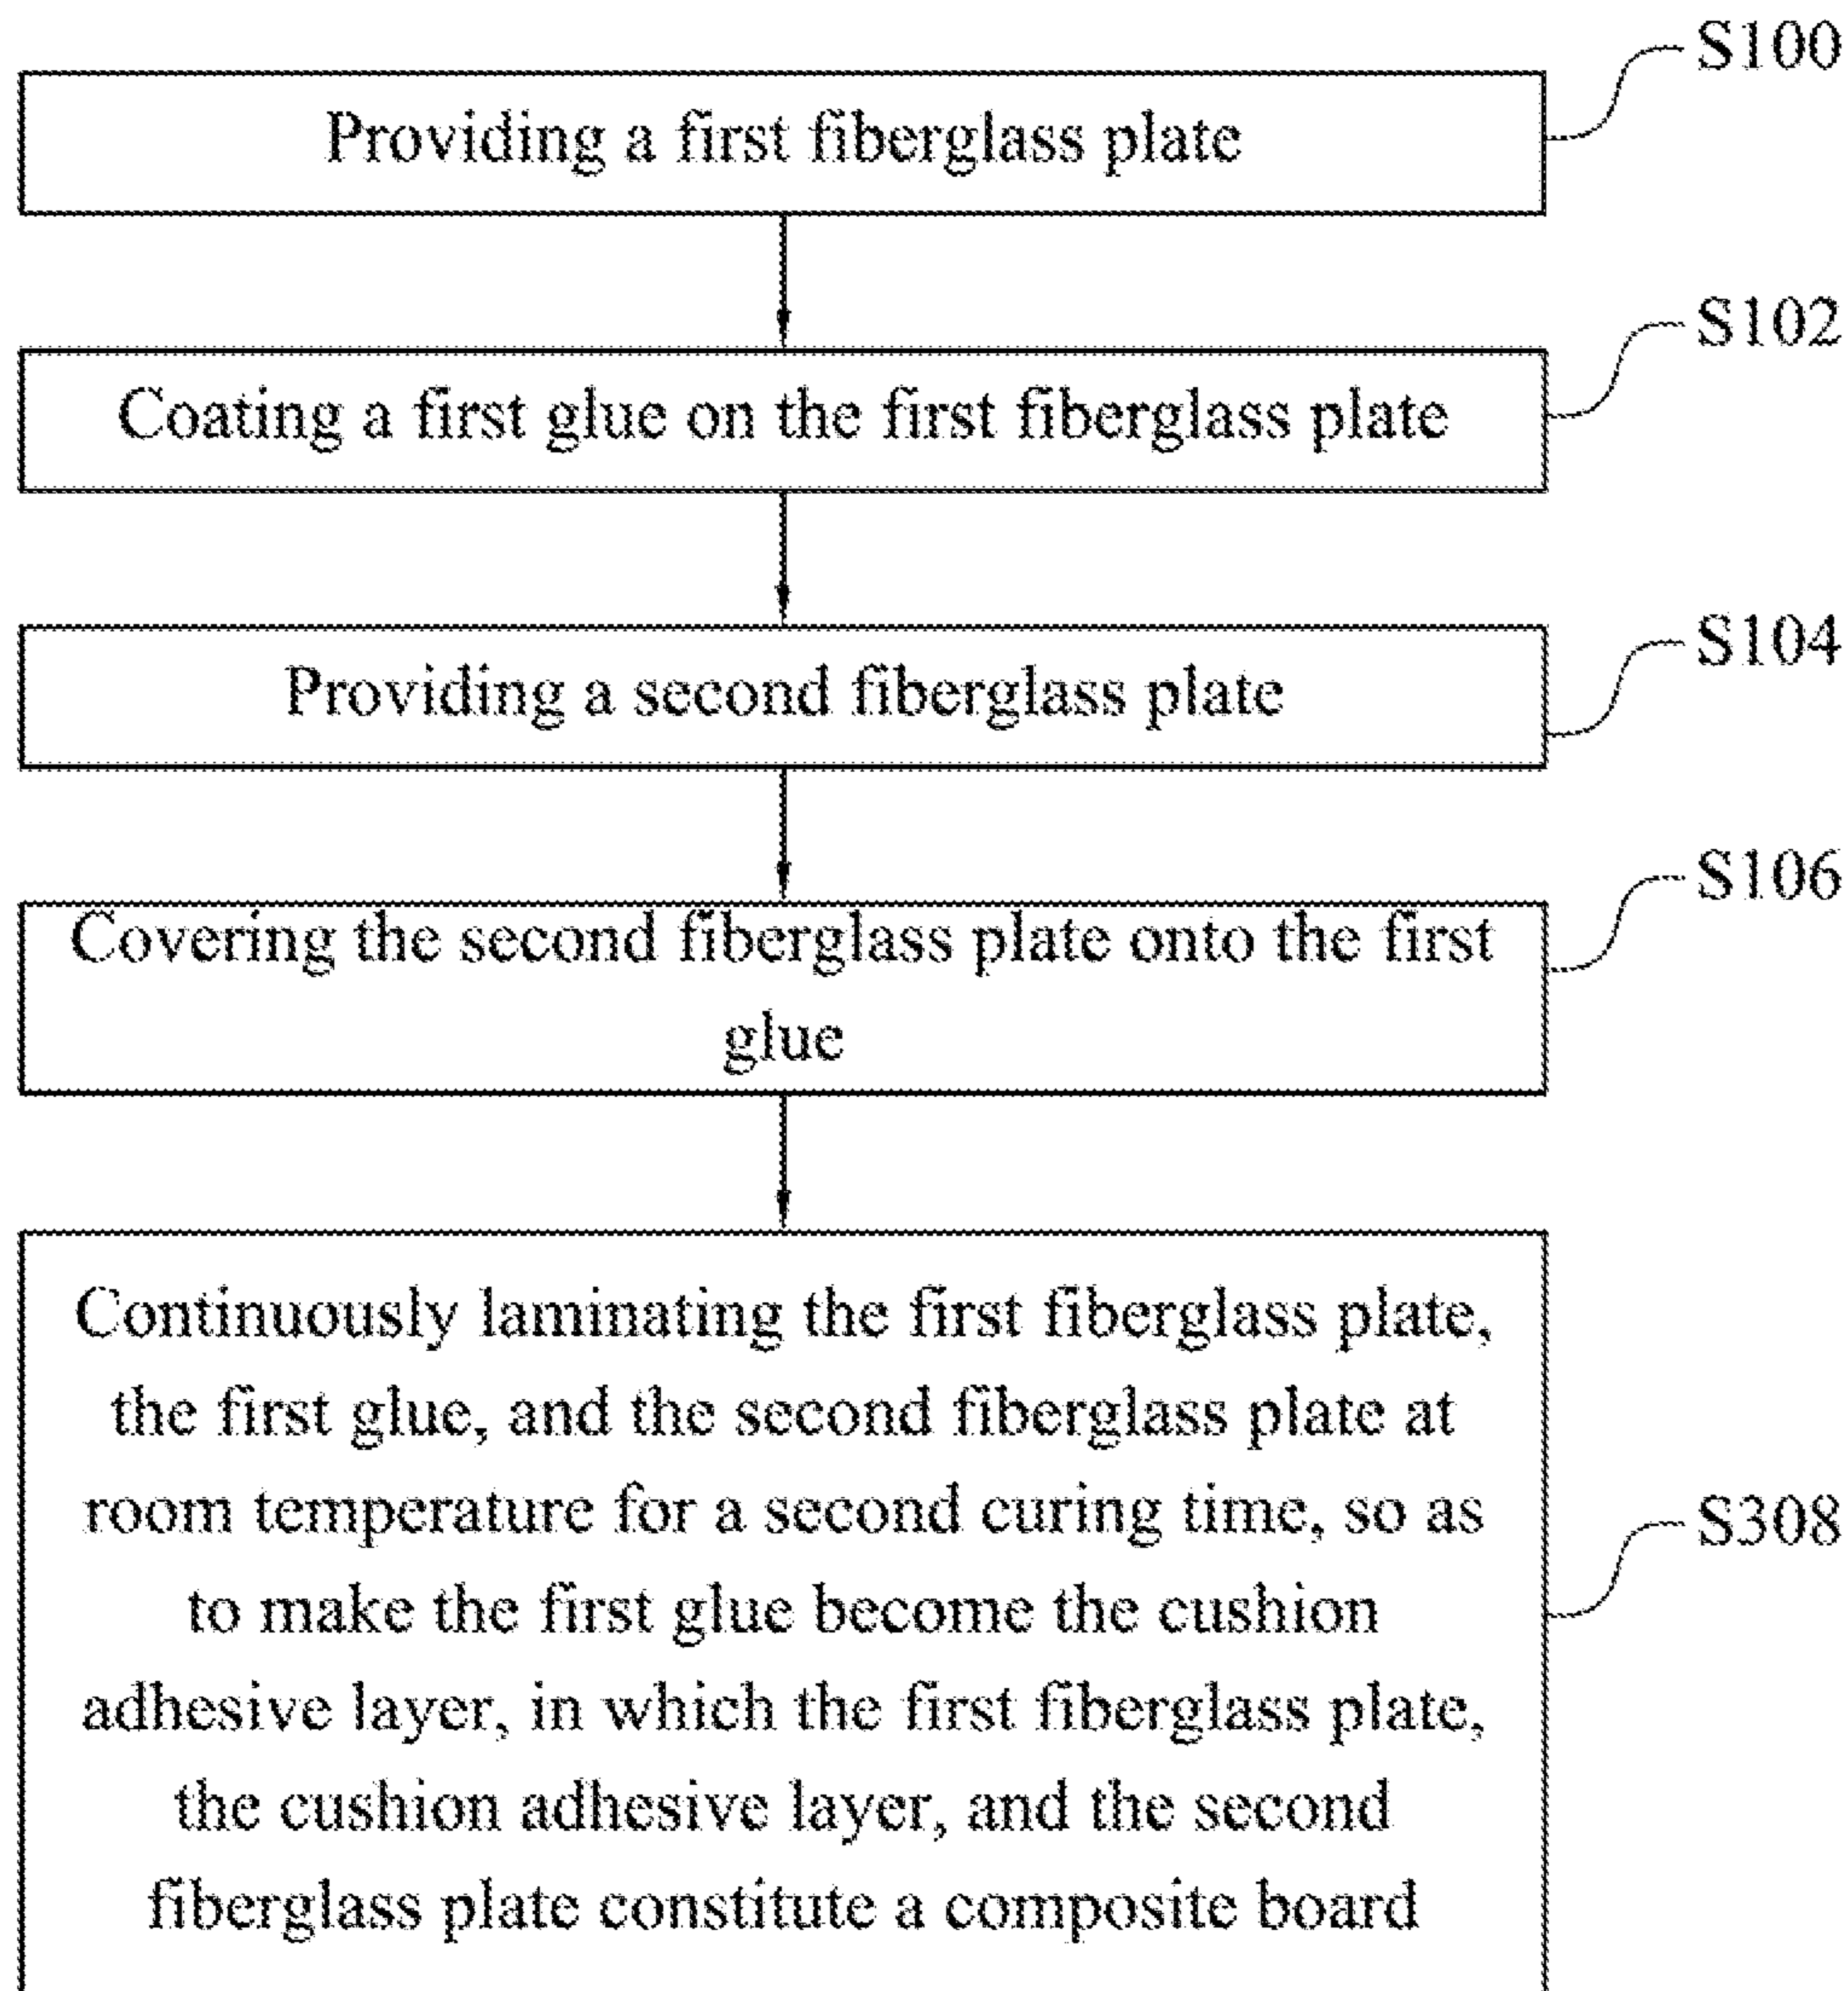 S100
Providing a first fiberglass plate
S102
Coating a first glue on the first fiberglass plate
S104
Providing a second fiberglass plate
S106
Covering the second fiberglass plate onto the first
glue
Continuously laminating the first fiberglass plate,
the first glue, and the second fiberglass plate at
room temperature for a second curing time, so as
to make the first glue become the cushion
adhesive layer, in which the first fiberglass plate,
the cushion adhesive layer, and the second
fiberglass plate constitute a composite board
S308